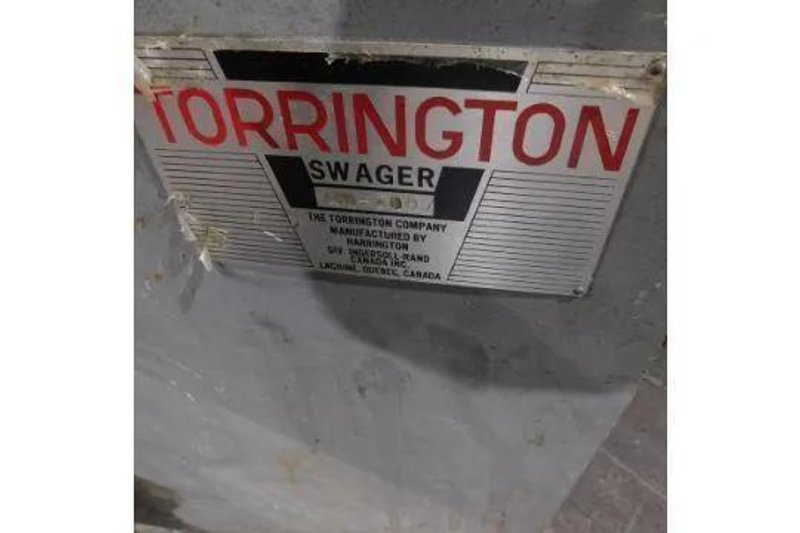 TORRINGTON
SWAGER
THE TORRINGTON COMPANY
MANUFACTURED BY
HARRINGTON
DIV. INGERSOLL-RAND
CANADA INC.
LACHINE, QUEBEC, CANADA